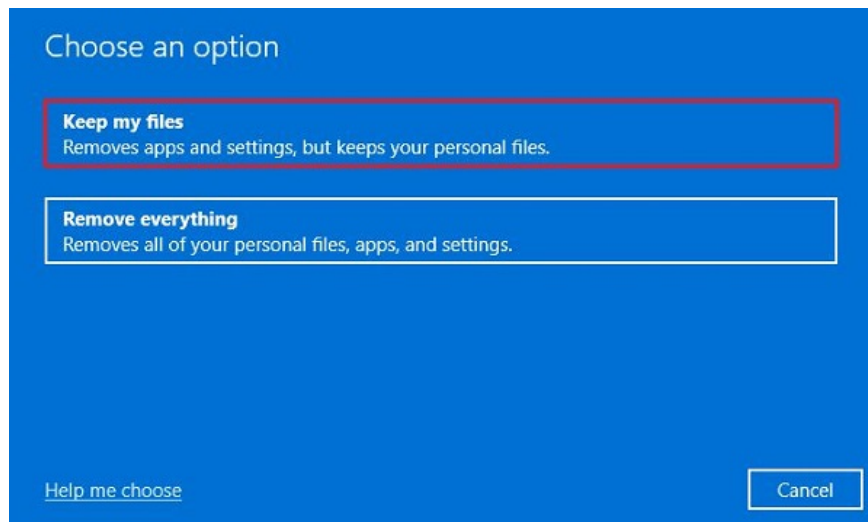 Choose an option
Keep my files
Removes apps and settings, but keeps your personal files.
Remove everything
Removes all of your personal files, apps, and settings.
Help me choose
Cancel